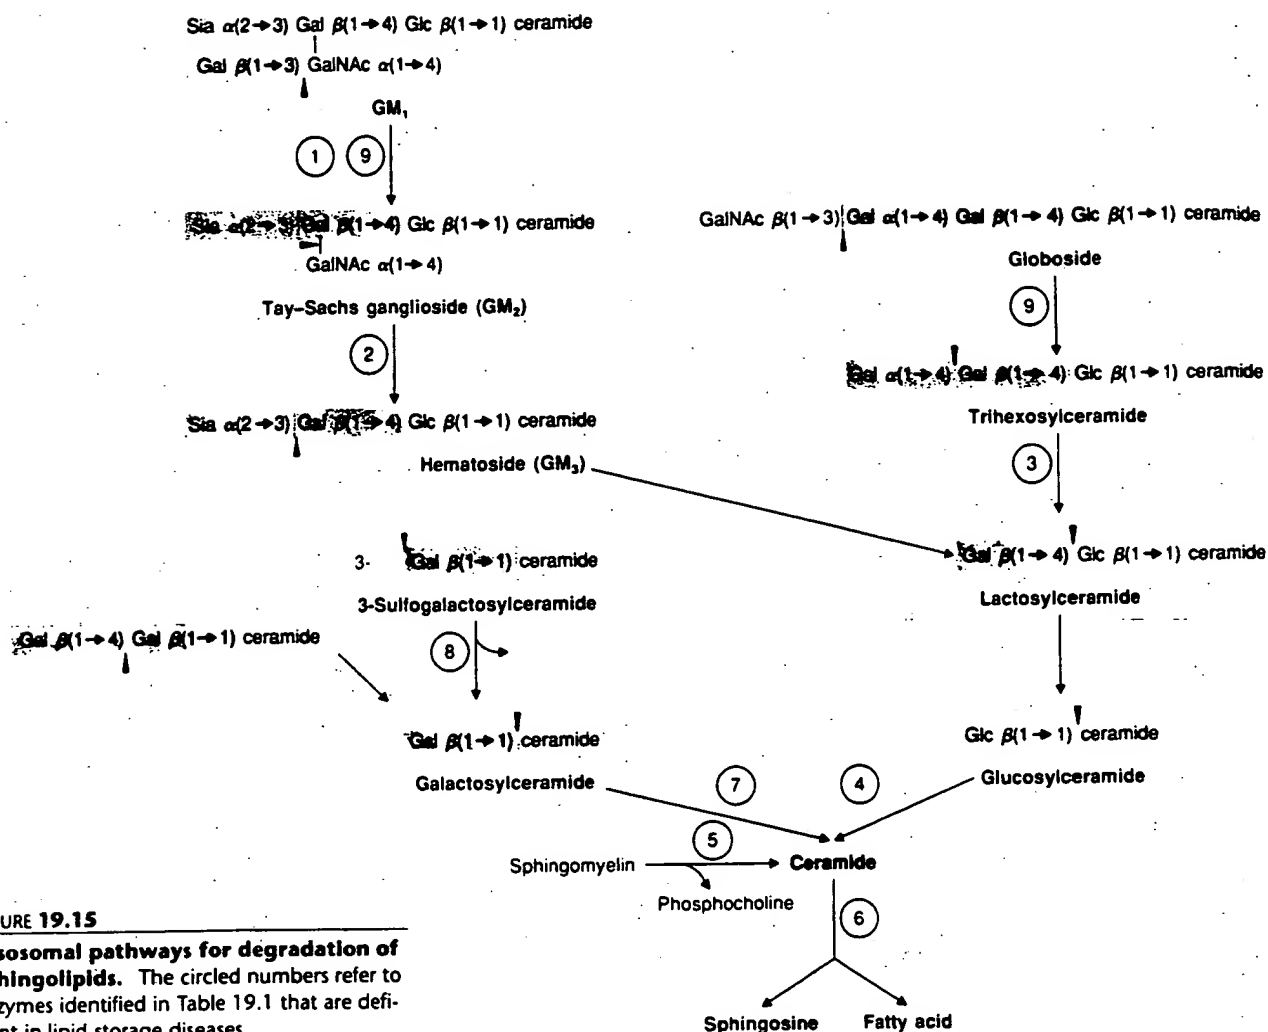 Sia α(2→3) Gal β(1→4) Glc β(1→1) ceramide
Gal β(1→3) GalNAc α(1→4)
GM₁
1 9
Sia α(2→3) Gal β(1→4) Glc β(1→1) ceramide
GalNAc α(1→4)
Tay–Sachs ganglioside (GM₂)
2
Sia α(2→3) Gal β(1→4) Glc β(1→1) ceramide
Hematoside (GM₃)
GalNAc β(1→3) Gal α(1→4) Gal β(1→4) Glc β(1→1) ceramide
Globoside
9
Gal α(1→4) Gal β(1→4) Glc β(1→1) ceramide
Trihexosylceramide
3
Gal β(1→4) Glc β(1→1) ceramide
Lactosylceramide
3- Gal β(1→1) ceramide
3-Sulfogalactosylceramide
8
Gal β(1→4) Gal β(1→1) ceramide
Gal β(1→1) ceramide
Galactosylceramide
7
Glc β(1→1) ceramide
Glucosylceramide
4
5
Sphingomyelin
Ceramide
Phosphocholine
6
Sphingosine
Fatty acid
URE 19.15
sosomal pathways for degradation of
hingolipids. The circled numbers refer to
zymes identified in Table 19.1 that are defi-
nt in lipid storage diseases